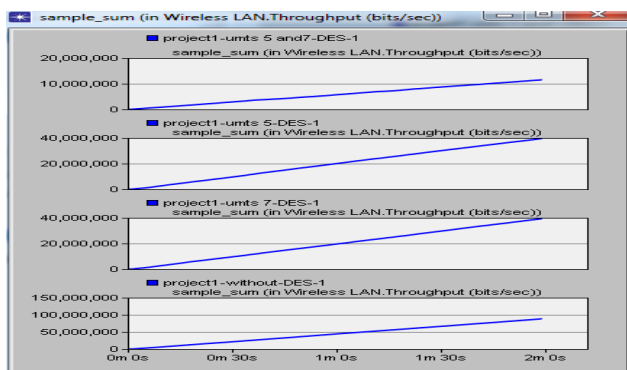 sample_sum (in Wireless LAN.Throughput (bits/sec))
project1-umts 5 and7-DES-1
sample_sum (in Wireless LAN.Throughput (bits/sec))
20,000,000
10,000,000
0
project1-umts 5-DES-1
sample_sum (in Wireless LAN.Throughput (bits/sec))
40,000,000
20,000,000
0
project1-umts 7-DES-1
sample_sum (in Wireless LAN.Throughput (bits/sec))
40,000,000
20,000,000
0
project1-without-DES-1
sample_sum (in Wireless LAN.Throughput (bits/sec))
150,000,000
100,000,000
50,000,000
0
0m 0s 0m 30s 1m 0s 1m 30s 2m 0s